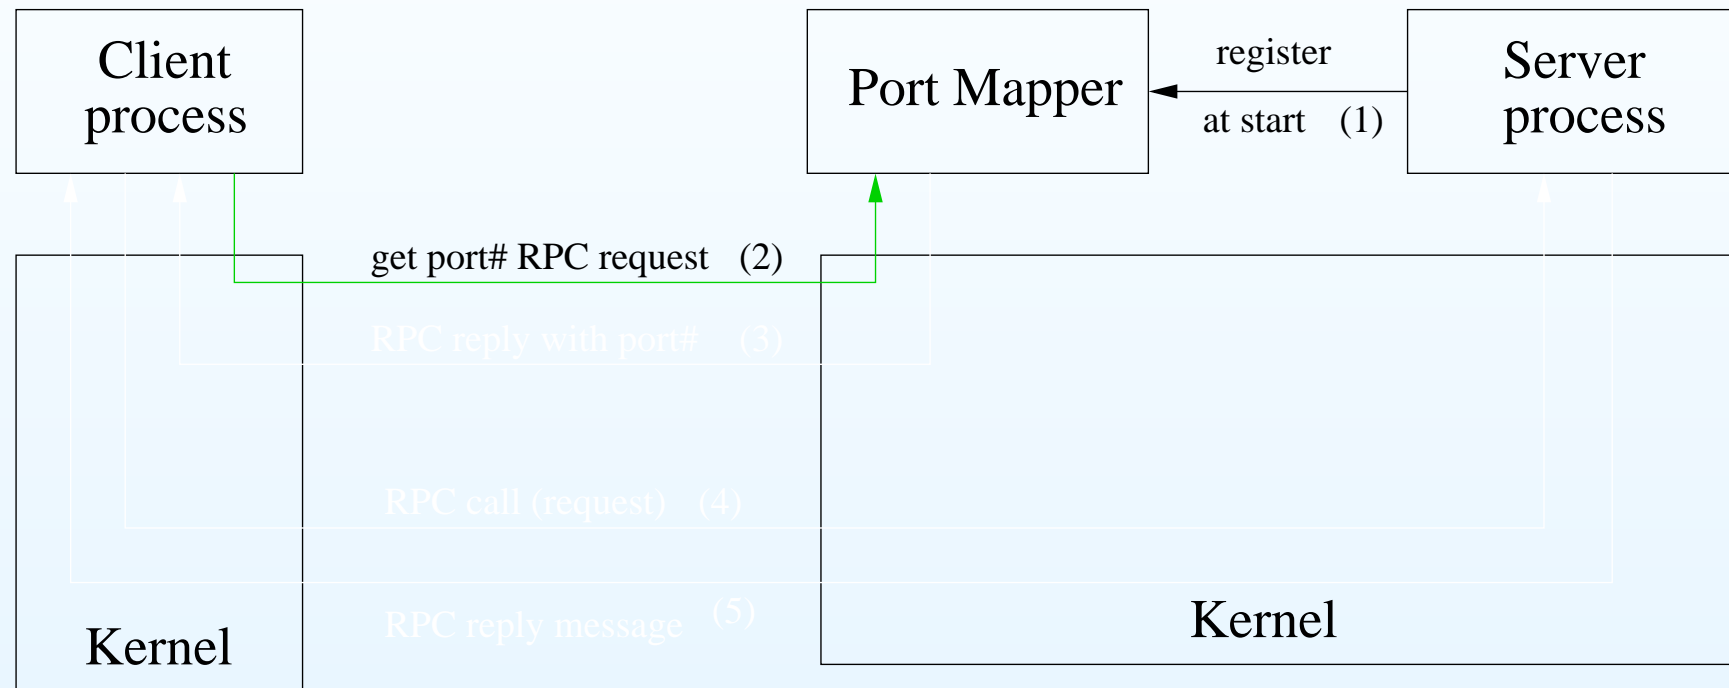 Client
process
Port Mapper
register
at start (1)
Server
process
get port# RPC request (2)
RPC reply with port# (3)
RPC call (request) (4)
RPC reply message (5)
Kernel
Kernel